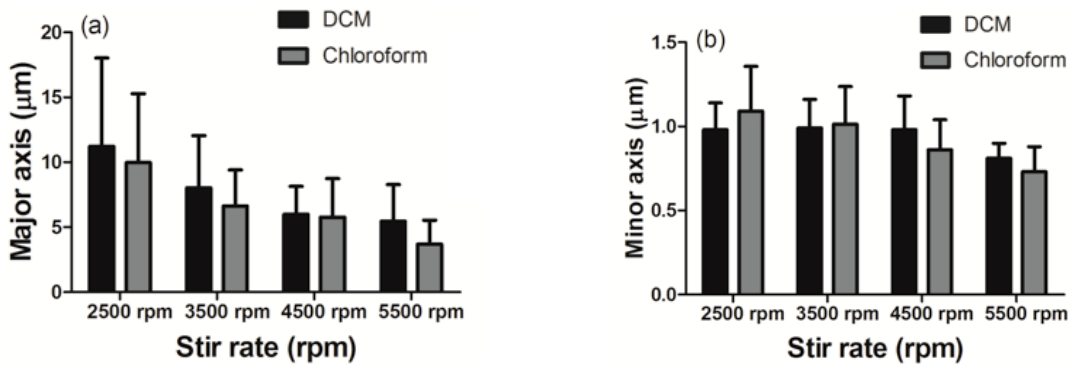 (a)
DCM
Chloroform
Major axis (μm)
20
15
10
5
0
2500 rpm 3500 rpm 4500 rpm 5500 rpm
Stir rate (rpm)
(b)
DCM
Chloroform
Minor axis (μm)
1.5
1.0
0.5
0.0
2500 rpm 3500 rpm 4500 rpm 5500 rpm
Stir rate (rpm)